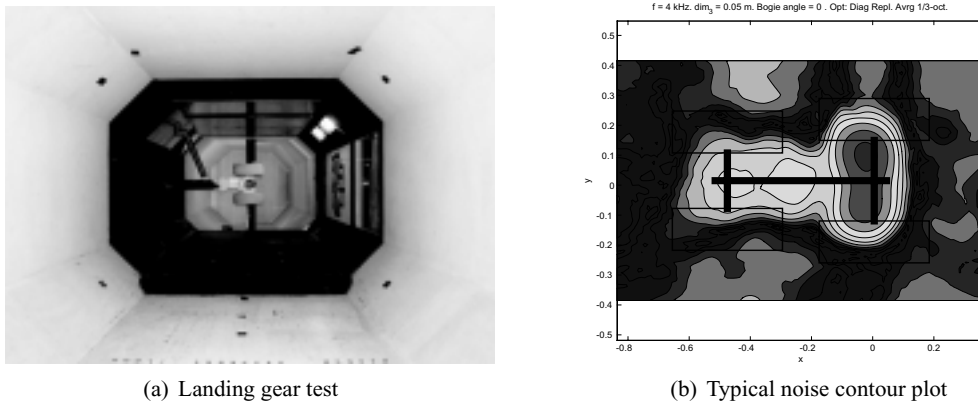 f = 4 kHz. dim3 = 0.05 m. Bogie angle = 0 . Opt: Diag Repl. Avrg 1/3-oct.
0.5
0.4
0.3
0.2
0.1
0
-0.1
-0.2
-0.3
-0.4
-0.5
y
-0.8 -0.6 -0.4 -0.2 0 0.2
x
(a) Landing gear test
(b) Typical noise contour plot